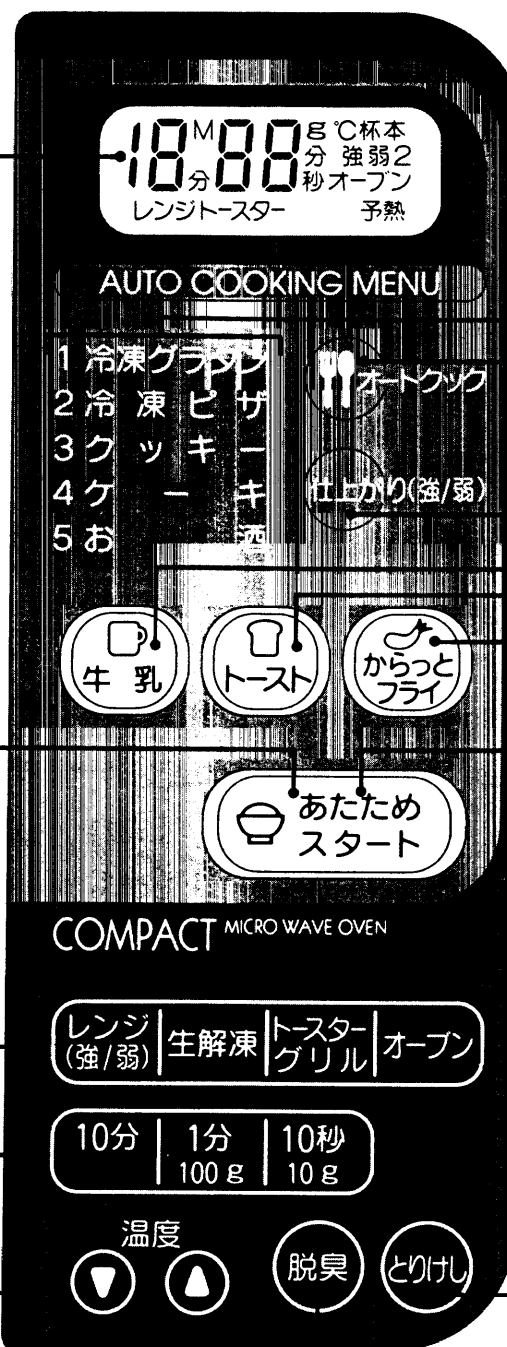 18 M 88 g ℃ 杯 本
分 強 弱 2
分 秒 オーブン
レンジトースター 予熱
AUTO COOKING MENU
1 冷凍グラタン
2 冷凍ピザ
3 クッキー
4 ケーキ
5 お酒
オートクック
仕上がり(強/弱)
牛乳
トースト
からっと
フライ
あたため
スタート
COMPACT MICRO WAVE OVEN
レンジ
(強/弱)
生解凍
トースター
グリル
オーブン
10分
1分
100g
10秒
10g
温度
脱臭
とりけし